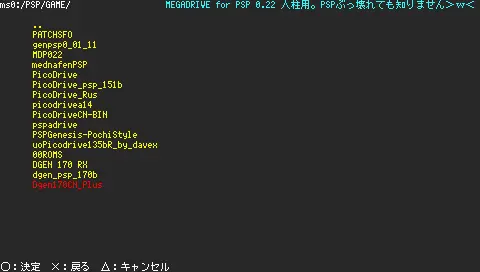 ms0:/PSP/GAME/ MEGADRIVE for PSP 0.22 人柱用。PSPぶっ壊れても知りません＞ｗ＜
..
PATCHSFO
genpsp0_01_11
MDP022
mednafenPSP
PicoDrive
PicoDrive_psp_151b
PicoDrive_Rus
picodrivea14
PicoDriveCN-BIN
pspadrive
PSPGenesis-PochiStyle
uoPicodrive135bR_by_davex
00ROMS
DGEN 170 RX
dgen_psp_170b
Dgen170CN_Plus
○：決定 ×：戻る △：キャンセル